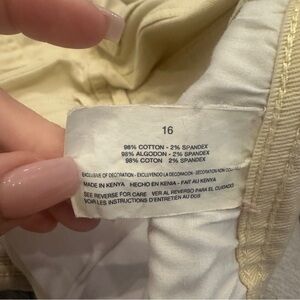 16
98% COTTON - 2% SPANDEX
98% ALGODON - 2% SPANDEX
98% COTON 2% SPANDEX
EXCLUSIVE OF DECORATION - EXCLUYENDO LA DECORACIÓN - DÉCORATION NON
MADE IN KENYA HECHO EN KENIA - FAIT AU KENYA
SEE REVERSE FOR CARE VER AL REVERSO PARA EL CUIDADO
VOIR LES INSTRUCTIONS D'ENTRETIEN AU DOS